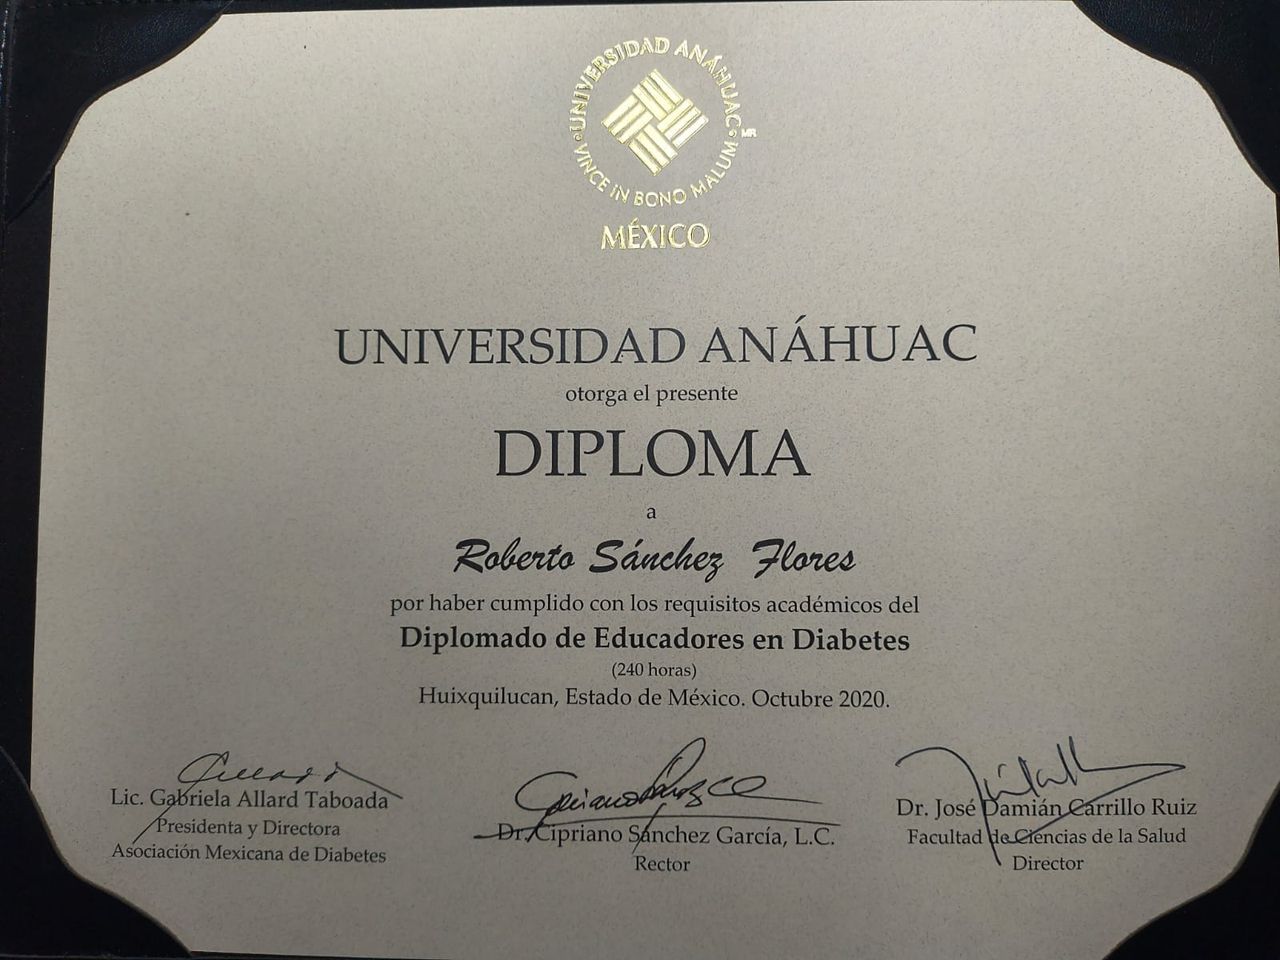 UNIVERSIDAD ANÁHUAC
VINCE IN BONO MALUM
MR
MÉXICO
UNIVERSIDAD ANÁHUAC
otorga el presente
DIPLOMA
a
Roberto Sánchez Flores
por haber cumplido con los requisitos académicos del
Diplomado de Educadores en Diabetes
(240 horas)
Huixquilucan, Estado de México. Octubre 2020.
Lic. Gabriela Allard Taboada
Presidenta y Directora
Asociación Mexicana de Diabetes
Dr. Cipriano Sánchez García, L.C.
Rector
Dr. José Damián Carrillo Ruiz
Facultad de Ciencias de la Salud
Director